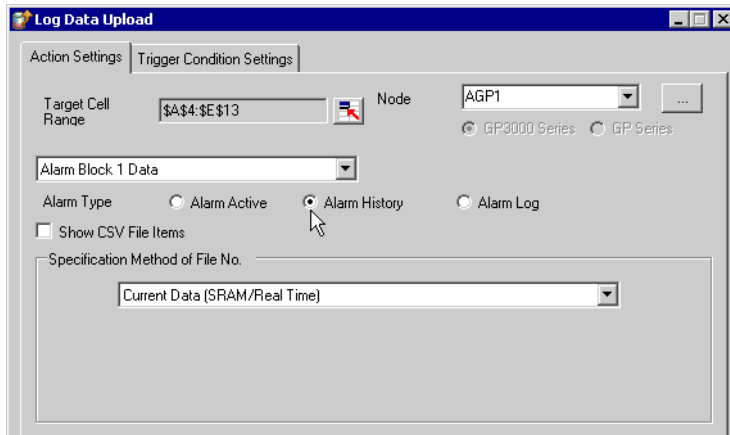 Log Data Upload
Action Settings
Trigger Condition Settings
Target Cell Range
$A$4:$E$13
Node
AGP1
...
GP3000 Series
GP Series
Alarm Block 1 Data
Alarm Type
Alarm Active
Alarm History
Alarm Log
Show CSV File Items
Specification Method of File No.
Current Data (SRAM/Real Time)